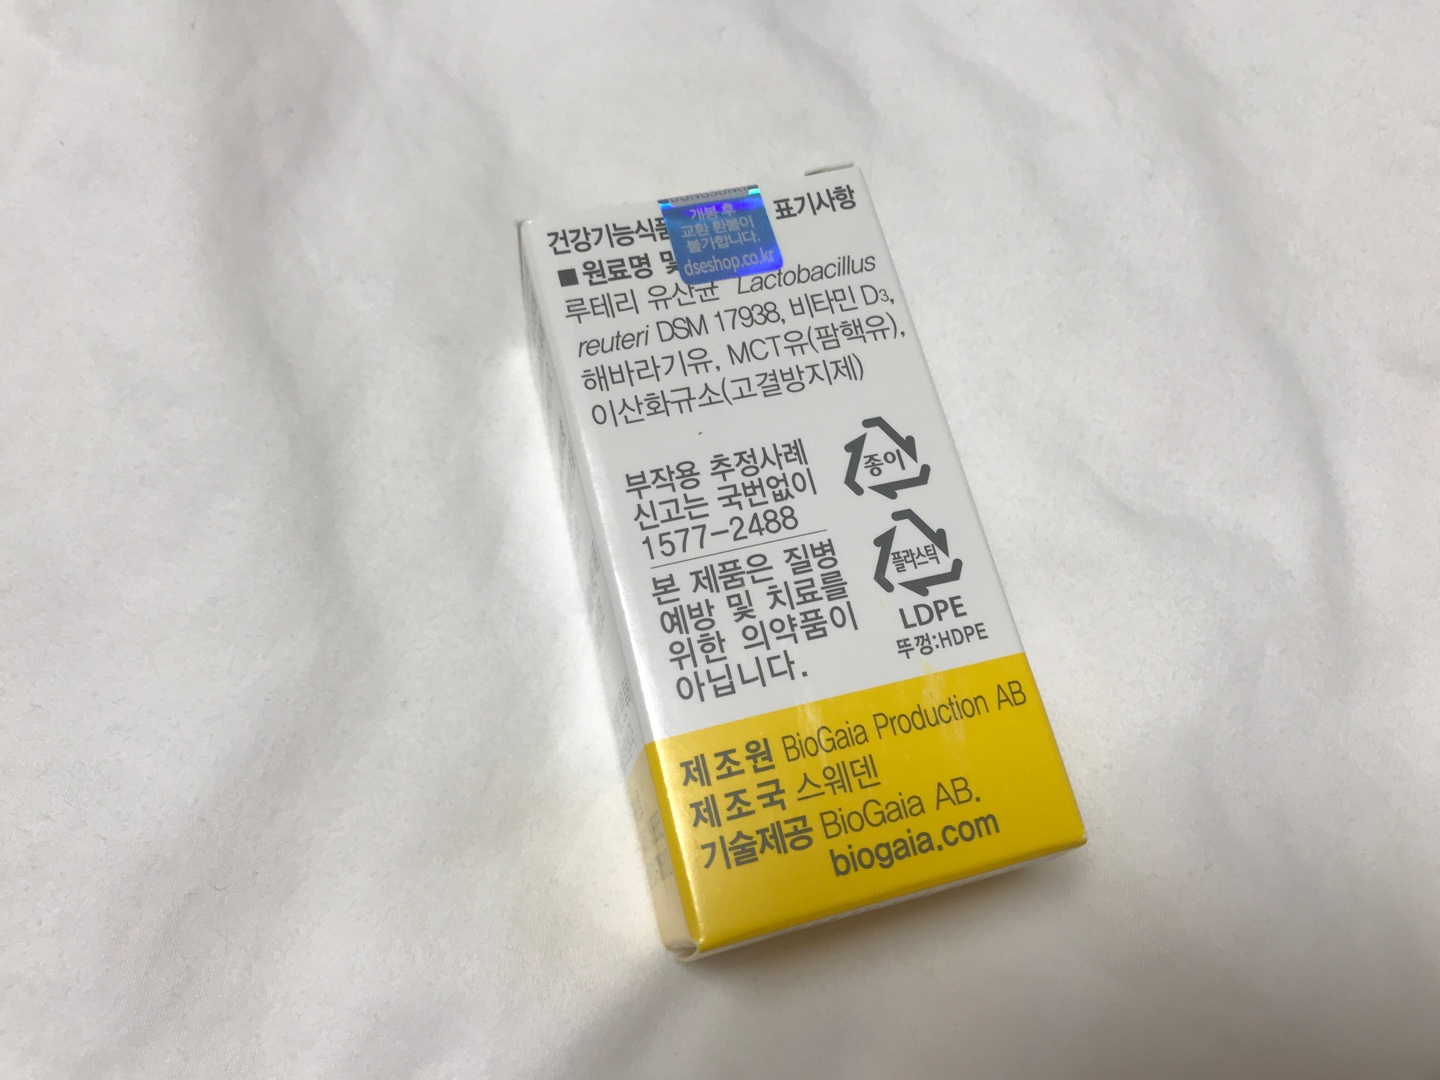 건강기능식품 표기사항
개봉 후
교환 환불이
불가합니다.
dseshop.co.kr
■원료명 및
루테리 유산균 Lactobacillus
reuteri DSM 17938, 비타민 D3,
해바라기유, MCT유(팜핵유),
이산화규소(고결방지제)
부작용 추정사례
신고는 국번없이
1577-2488
종이
플라스틱
LDPE
뚜껑:HDPE
본 제품은 질병
예방 및 치료를
위한 의약품이
아닙니다.
제조원 BioGaia Production AB
제조국 스웨덴
기술제공 BioGaia AB.
biogaia.com